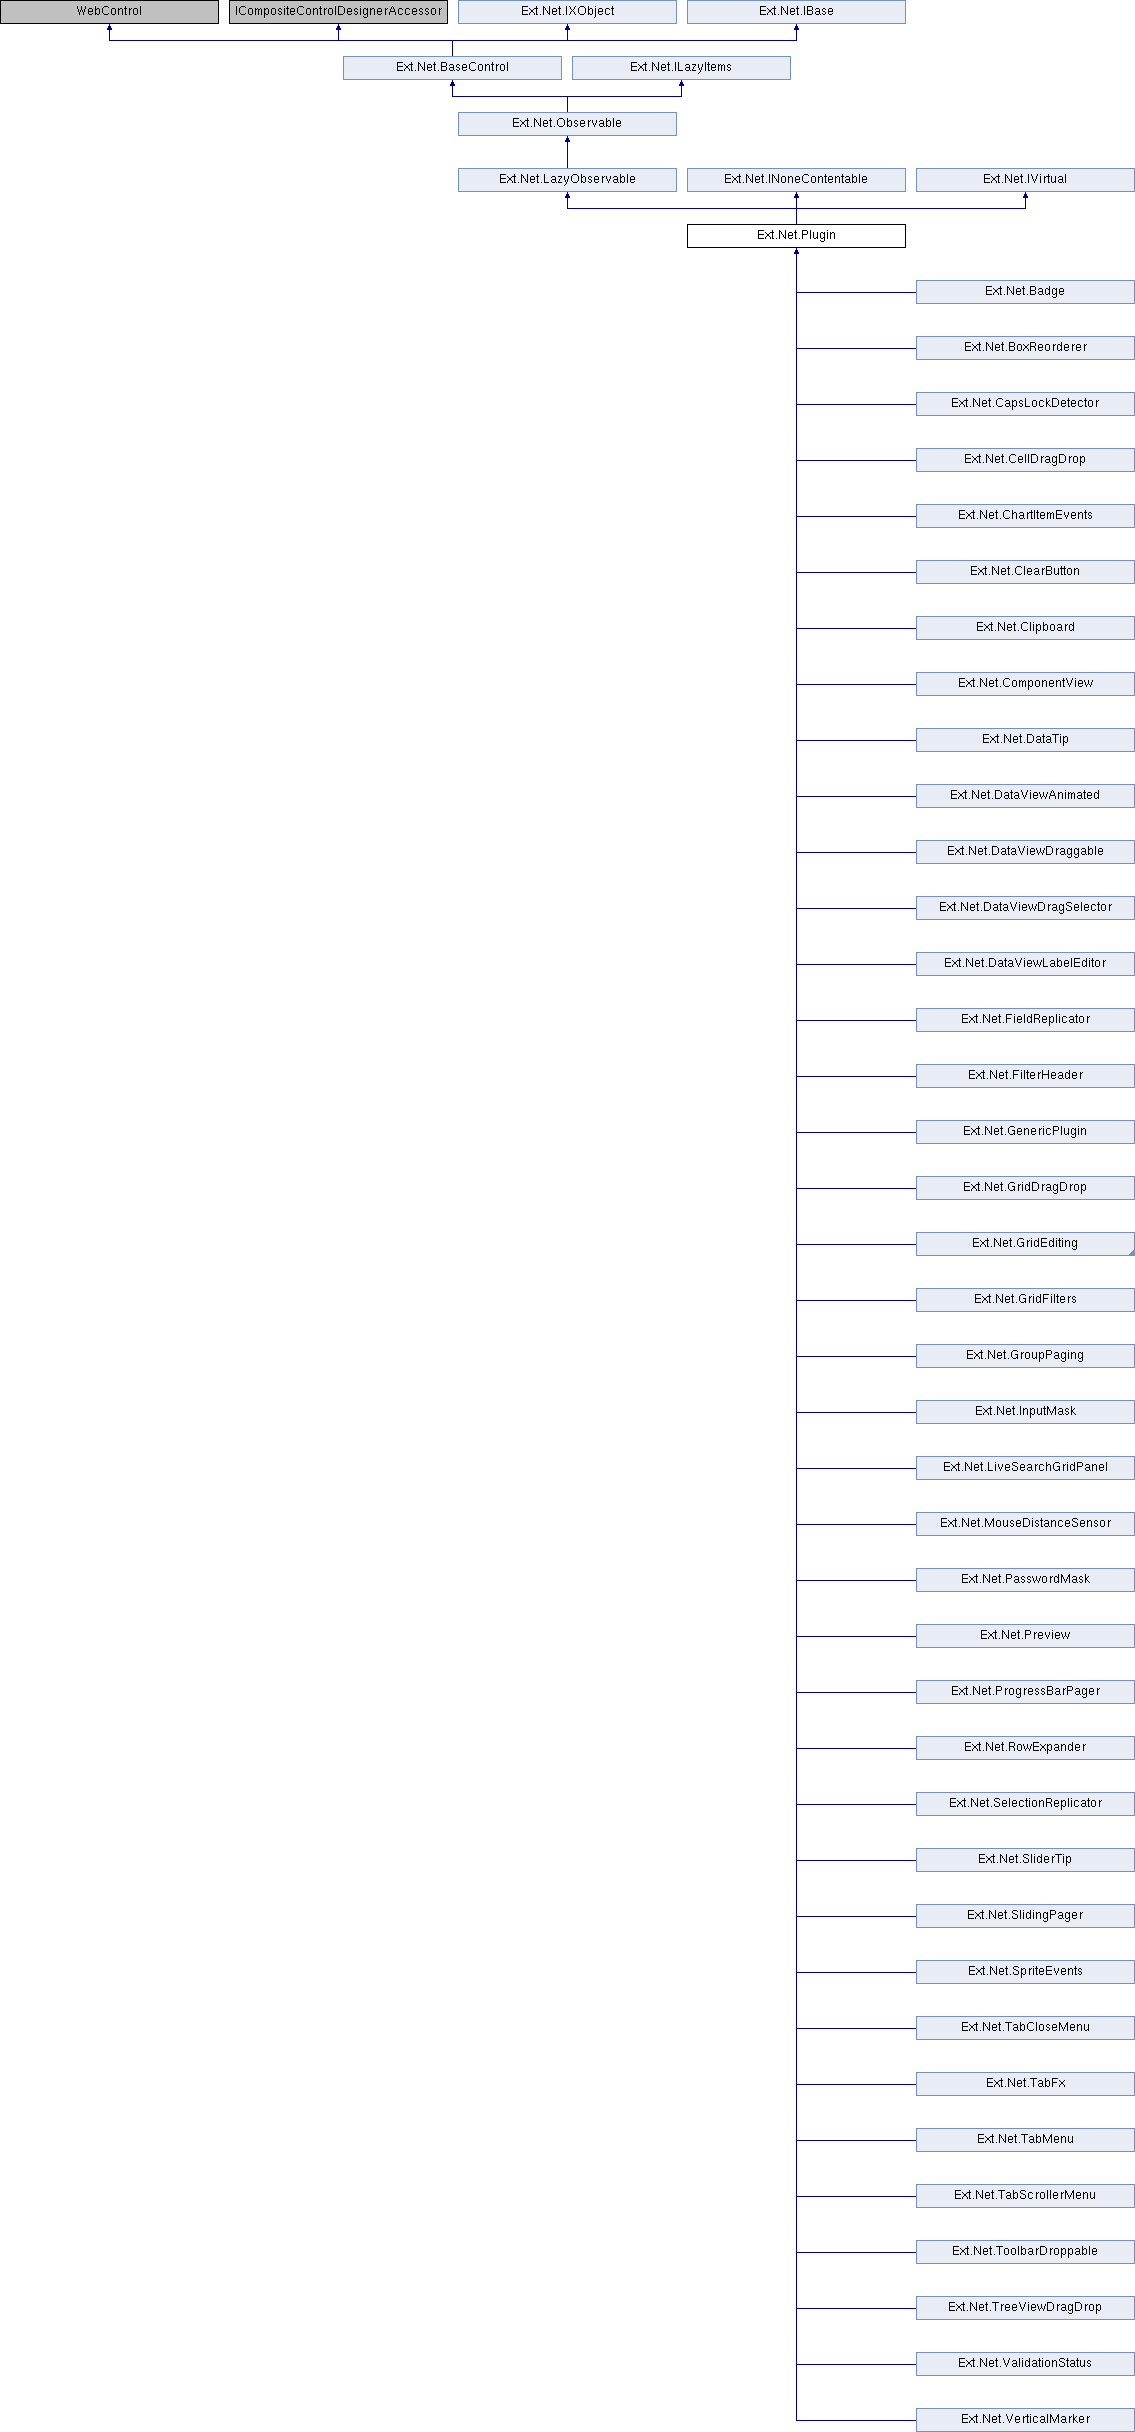 WebControl
ICompositeControlDesignerAccessor
Ext.Net.IXObject
Ext.Net.IBase
Ext.Net.BaseControl
Ext.Net.ILazyItems
Ext.Net.Observable
Ext.Net.LazyObservable
Ext.Net.INoneContentable
Ext.Net.IVirtual
Ext.Net.Plugin
Ext.Net.Badge
Ext.Net.BoxReorderer
Ext.Net.CapsLockDetector
Ext.Net.CellDragDrop
Ext.Net.ChartItemEvents
Ext.Net.ClearButton
Ext.Net.Clipboard
Ext.Net.ComponentView
Ext.Net.DataTip
Ext.Net.DataViewAnimated
Ext.Net.DataViewDraggable
Ext.Net.DataViewDragSelector
Ext.Net.DataViewLabelEditor
Ext.Net.FieldReplicator
Ext.Net.FilterHeader
Ext.Net.GenericPlugin
Ext.Net.GridDragDrop
Ext.Net.GridEditing
Ext.Net.GridFilters
Ext.Net.GroupPaging
Ext.Net.InputMask
Ext.Net.LiveSearchGridPanel
Ext.Net.MouseDistanceSensor
Ext.Net.PasswordMask
Ext.Net.Preview
Ext.Net.ProgressBarPager
Ext.Net.RowExpander
Ext.Net.SelectionReplicator
Ext.Net.SliderTip
Ext.Net.SlidingPager
Ext.Net.SpriteEvents
Ext.Net.TabCloseMenu
Ext.Net.TabFx
Ext.Net.TabMenu
Ext.Net.TabScrollerMenu
Ext.Net.ToolbarDroppable
Ext.Net.TreeViewDragDrop
Ext.Net.ValidationStatus
Ext.Net.VerticalMarker